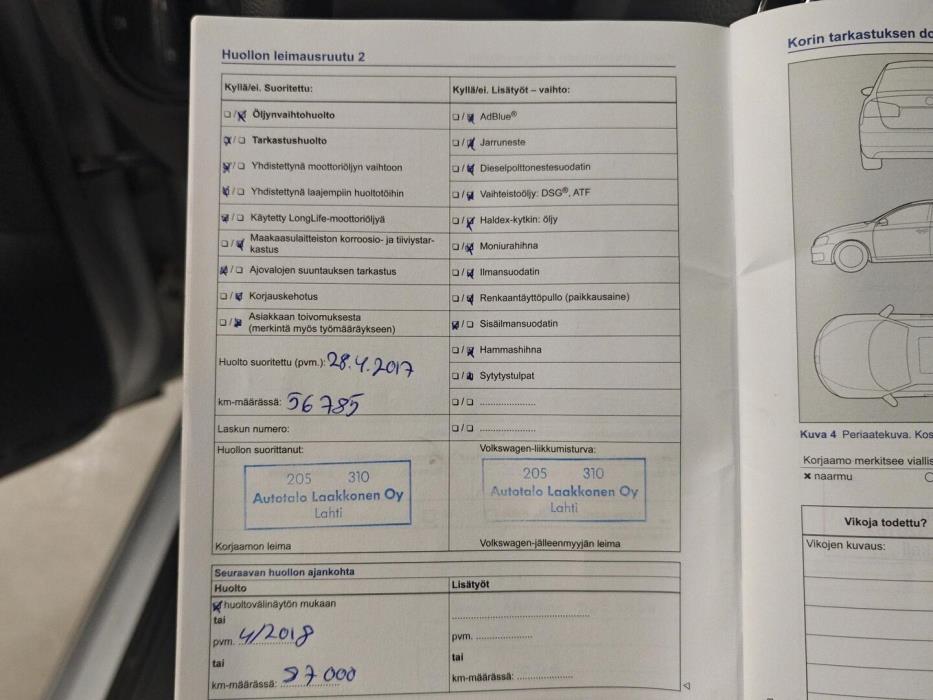 Huollon leimausruutu 2
Kyllä/ei. Suoritettu:
Öljynvaihtohuolto
Tarkastushuolto
Yhdistettynä moottoriöljyn vaihtoon
Yhdistettynä laajempiin huoltotöihin
Käytetty LongLife-moottoriöljyä
Maakaasulaitteiston korroosio- ja tiiviystar-
kastus
Ajovalojen suuntauksen tarkastus
Korjauskehotus
Asiakkaan toivomuksesta
(merkintä myös työmääräykseen)
Huolto suoritettu (pvm.): 28.4.2017
km-määrässä: 56 785
Laskun numero:
Huollon suorittanut:
205 310
Autotalo Laakkonen Oy
Lahti
Korjaamon leima
Kyllä/ei. Lisätyöt – vaihto:
AdBlue®
Jarruneste
Dieselpolttonestesuodatin
Vaihteistoöljy: DSG®, ATF
Haldex-kytkin: öljy
Moniurahihna
Ilmansuodatin
Renkaantäyttöpullo (paikkausaine)
Sisäilmansuodatin
Hammashihna
Sytytystulpat
Volkswagen-liikkumisturva:
205 310
Autotalo Laakkonen Oy
Lahti
Volkswagen-jälleenmyyjän leima
Seuraavan huollon ajankohta
Huolto
huoltovälinäytön mukaan
tai
pvm. 4/2018
tai
km-määrässä: 87 000
Lisätyöt
pvm.
tai
km-määrässä:
Korin tarkastuksen do
Kuva 4 Periaatekuva. Kos
Korjaamo merkitsee viallis
x naarmu
Vikoja todettu?
Vikojen kuvaus: